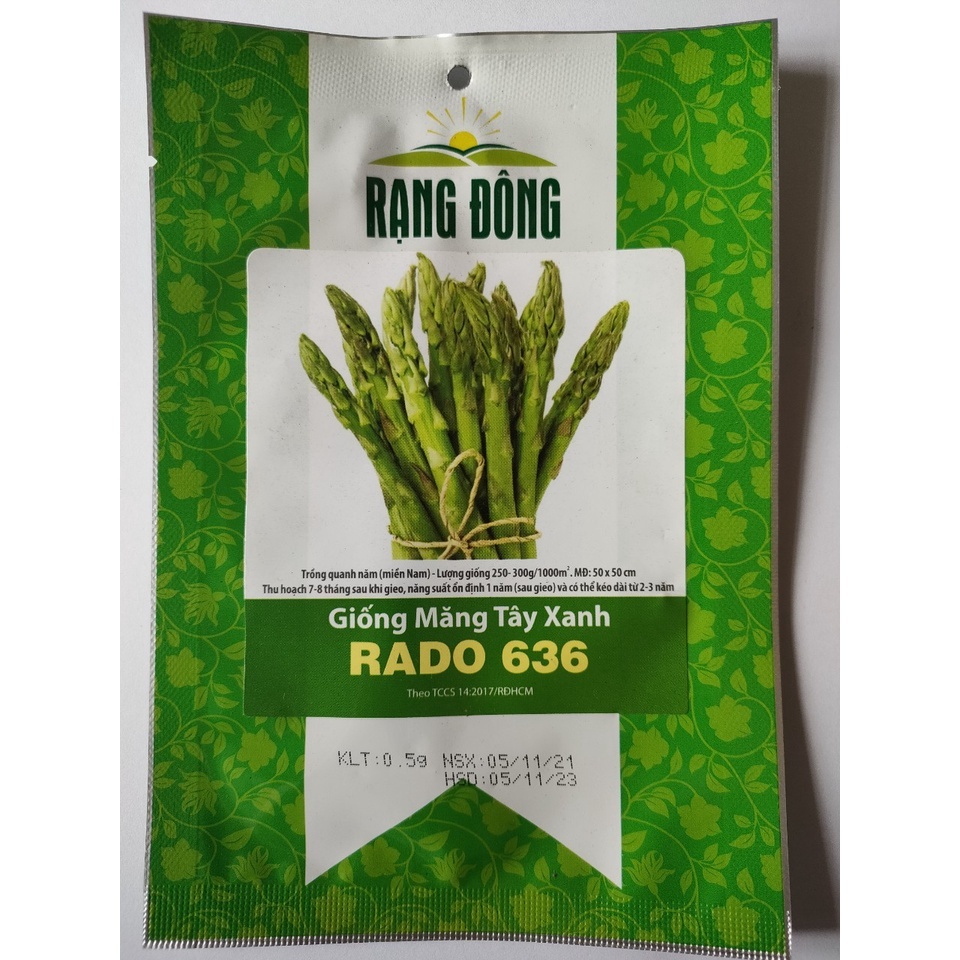 RẠNG ĐÔNG
Trồng quanh năm (miền Nam) - Lượng giống 250- 300g/1000m². MĐ: 50 x 50 cm
Thu hoạch 7-8 tháng sau khi gieo, năng suất ổn định 1 năm (sau gieo) và có thể kéo dài từ 2-3 năm
Giống Măng Tây Xanh
RADO 636
Theo TCCS 14:2017/RĐHCM
KLT:0.5g NSX:05/11/21
HSD:05/11/23